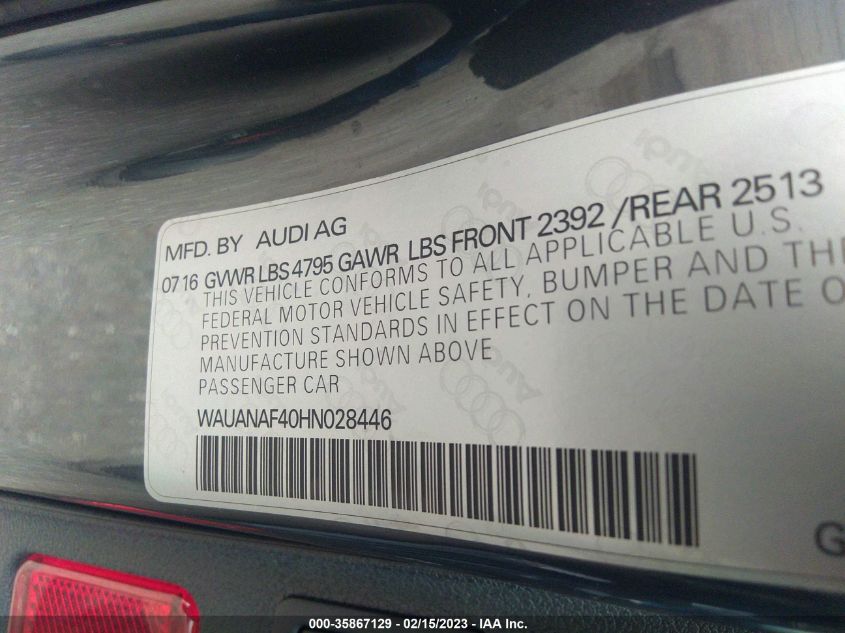 MFD. BY AUDI AG
07 16 GVWR LBS 4795 GAWR LBS FRONT 2392 /REAR 2513
THIS VEHICLE CONFORMS TO ALL APPLICABLE U.S.
FEDERAL MOTOR VEHICLE SAFETY, BUMPER AND
PREVENTION STANDARDS IN EFFECT ON THE DATE
MANUFACTURE SHOWN ABOVE
PASSENGER CAR
WAUANAF40HN028446
G
000-35867129 - 02/15/2023 - IAA Inc.